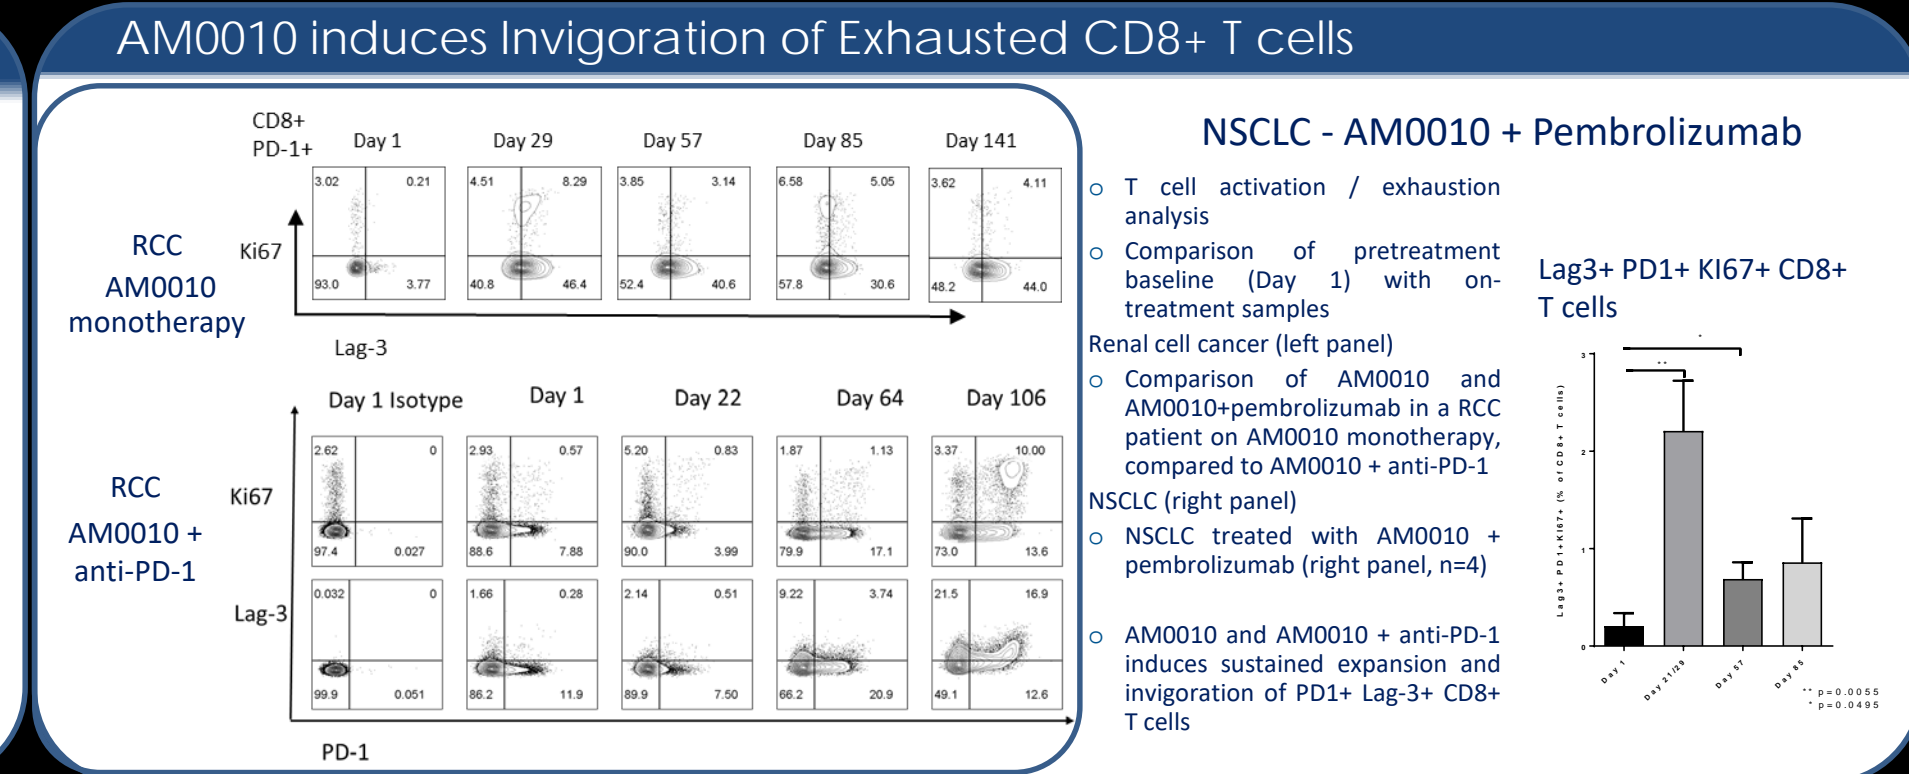 AM0010 induces Invigoration of Exhausted CD8+ T cells
CD8+
PD-1+
Day 1
Day 29
Day 57
Day 85
Day 141
RCC
AM0010
monotherapy
Ki67
3.02 0.21
93.0 3.77
4.51 8.29
40.8 46.4
3.85 3.14
52.4 40.6
6.58 5.05
57.8 30.6
3.62 4.11
48.2 44.0
Lag-3
Day 1 Isotype
Day 1
Day 22
Day 64
Day 106
RCC
AM0010 +
anti-PD-1
Ki67
2.62 0
97.4 0.027
2.93 0.57
88.6 7.88
5.20 0.83
90.0 3.99
1.87 1.13
79.9 17.1
3.37 10.00
73.0 13.6
Lag-3
0.032 0
99.9 0.051
1.66 0.28
86.2 11.9
2.14 0.51
89.9 7.50
9.22 3.74
66.2 20.9
21.5 16.9
49.1 12.6
PD-1
NSCLC - AM0010 + Pembrolizumab
o T cell activation / exhaustion
analysis
o Comparison of pretreatment
baseline (Day 1) with on-
treatment samples
Renal cell cancer (left panel)
o Comparison of AM0010 and
AM0010+pembrolizumab in a RCC
patient on AM0010 monotherapy,
compared to AM0010 + anti-PD-1
NSCLC (right panel)
o NSCLC treated with AM0010 +
pembrolizumab (right panel, n=4)
o AM0010 and AM0010 + anti-PD-1
induces sustained expansion and
invigoration of PD1+ Lag-3+ CD8+
T cells
Lag3+ PD1+ KI67+ CD8+
T cells
Lag3+ PD1+KI67+ (% of CD8+ T cells)
3
2
1
0
*
**
Day 1
Day 21/29
Day 57
Day 85
** p=0.0055
* p=0.0495